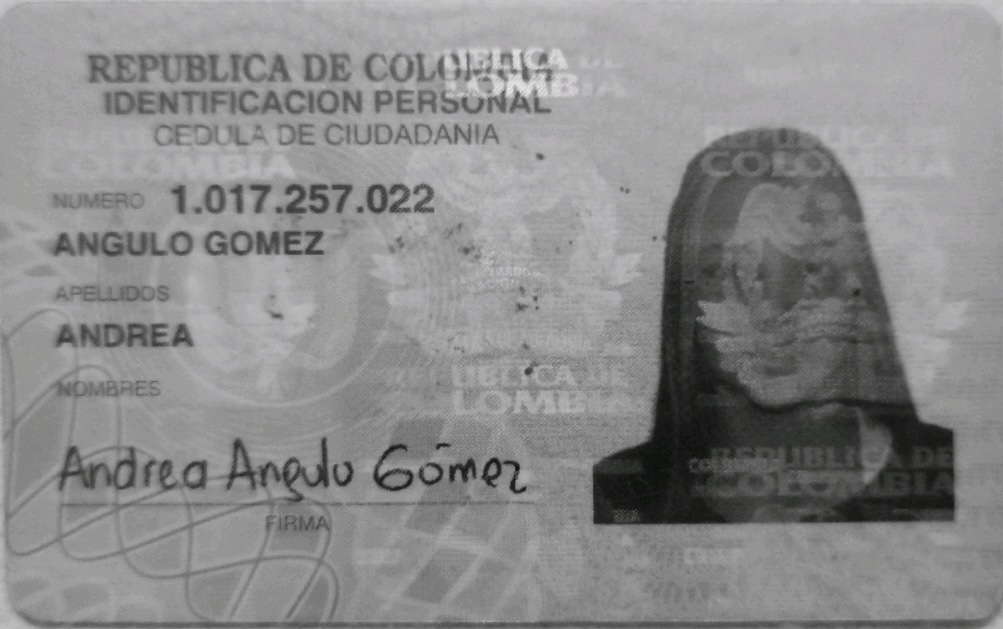 REPUBLICA DE COLOMBIA
IDENTIFICACION PERSONAL
CEDULA DE CIUDADANIA
NUMERO 1.017.257.022
ANGULO GOMEZ
APELLIDOS
ANDREA
NOMBRES
Andrea Angulo Gómez
FIRMA